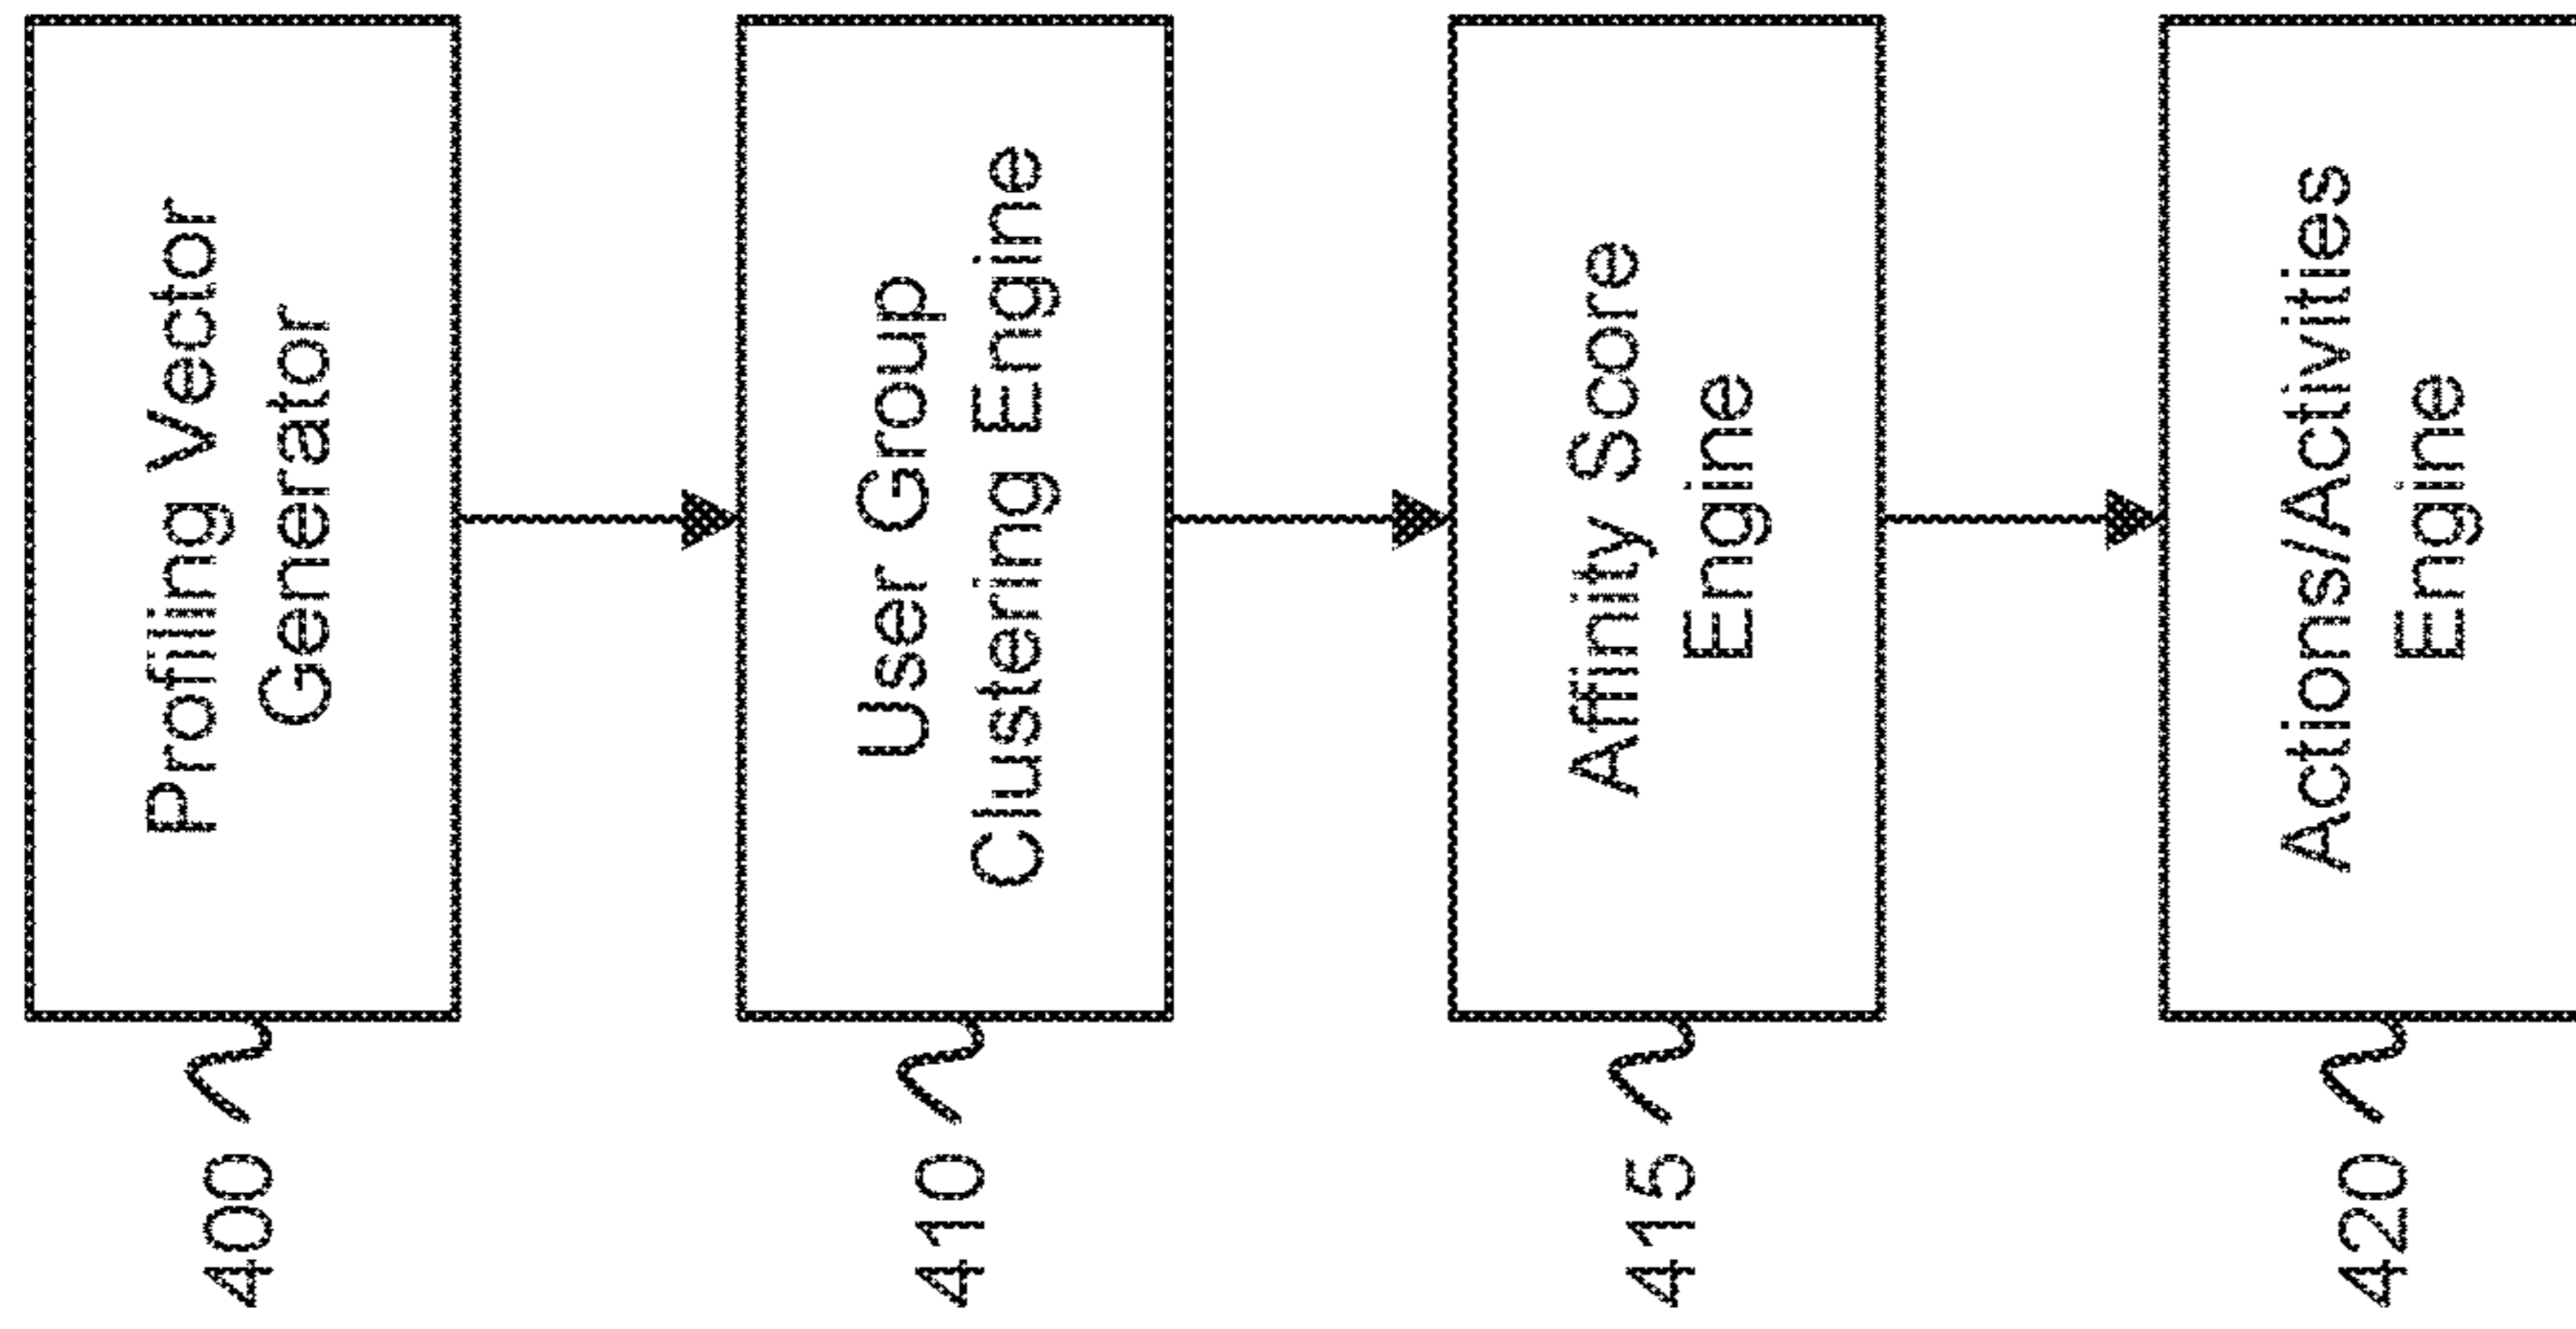 400
Profiling Vector
Generator
410
User Group
Clustering Engine
415
Affinity Score
Engine
420
Actions/Activities
Engine